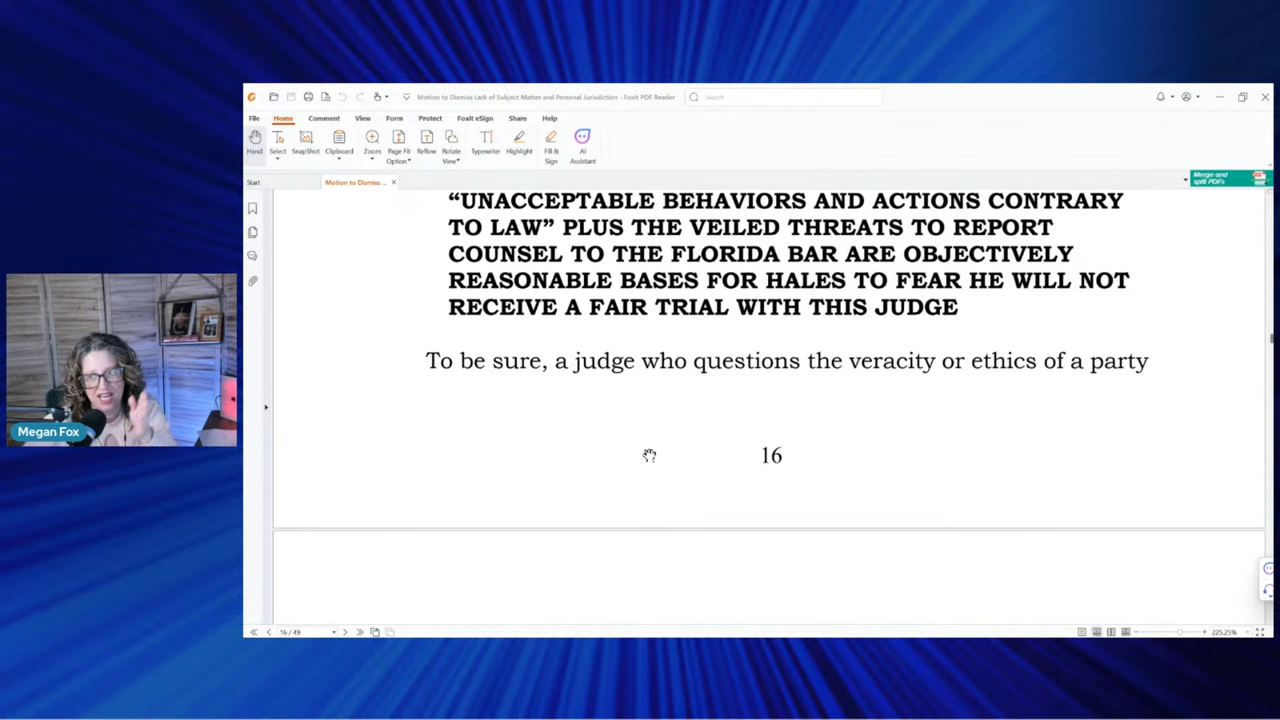 Motion to Dismiss Lack of Subject Matter and Personal Jurisdiction - Foxit PDF Reader
Search
File Home Comment View Form Protect Foxit eSign Share Help
Hand Select SnapShot Clipboard Zoom Page Fit Option Reflow Rotate View Typewriter Highlight Fill & Sign AI Assistant
Start Motion to Dismiss ... Merge and split PDFs
“UNACCEPTABLE BEHAVIORS AND ACTIONS CONTRARY
TO LAW” PLUS THE VEILED THREATS TO REPORT
COUNSEL TO THE FLORIDA BAR ARE OBJECTIVELY
REASONABLE BASES FOR HALES TO FEAR HE WILL NOT
RECEIVE A FAIR TRIAL WITH THIS JUDGE
To be sure, a judge who questions the veracity or ethics of a party
16
Megan Fox
16 / 49
225.25%